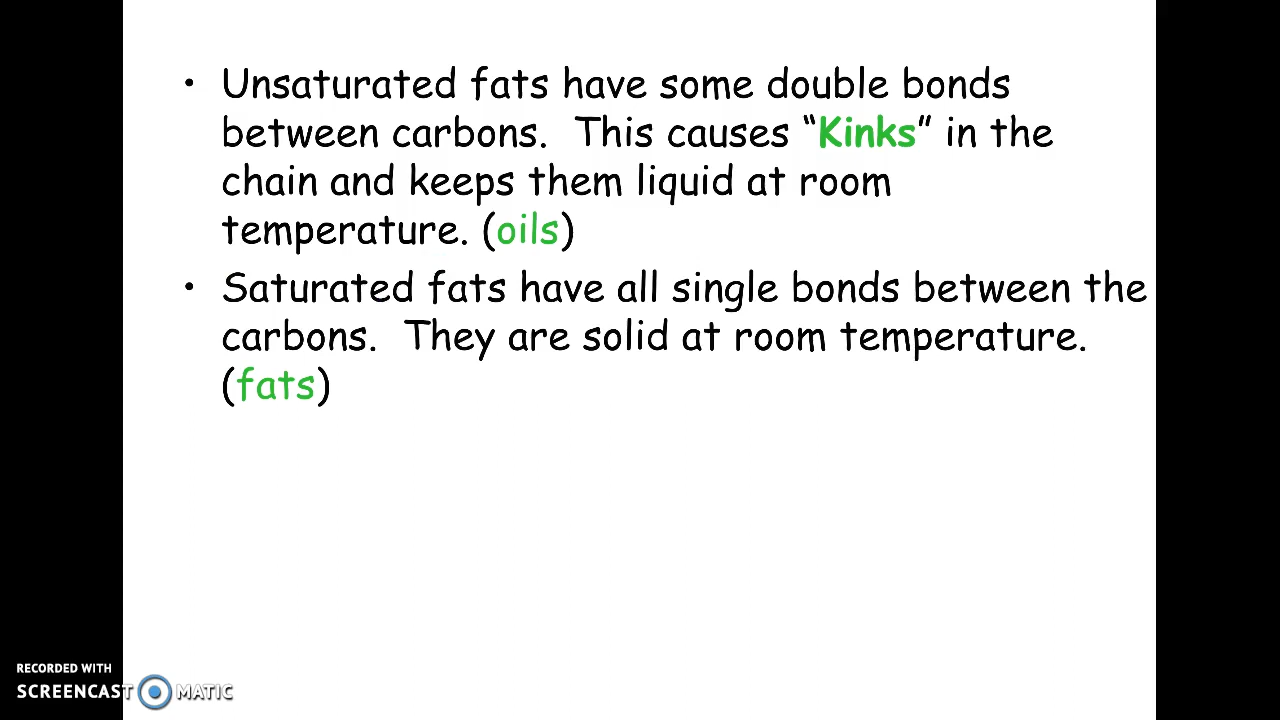 • Unsaturated fats have some double bonds
between carbons.  This causes “Kinks” in the
chain and keeps them liquid at room
temperature. (oils)
• Saturated fats have all single bonds between the
carbons.  They are solid at room temperature.
(fats)
RECORDED WITH
SCREENCAST MATIC